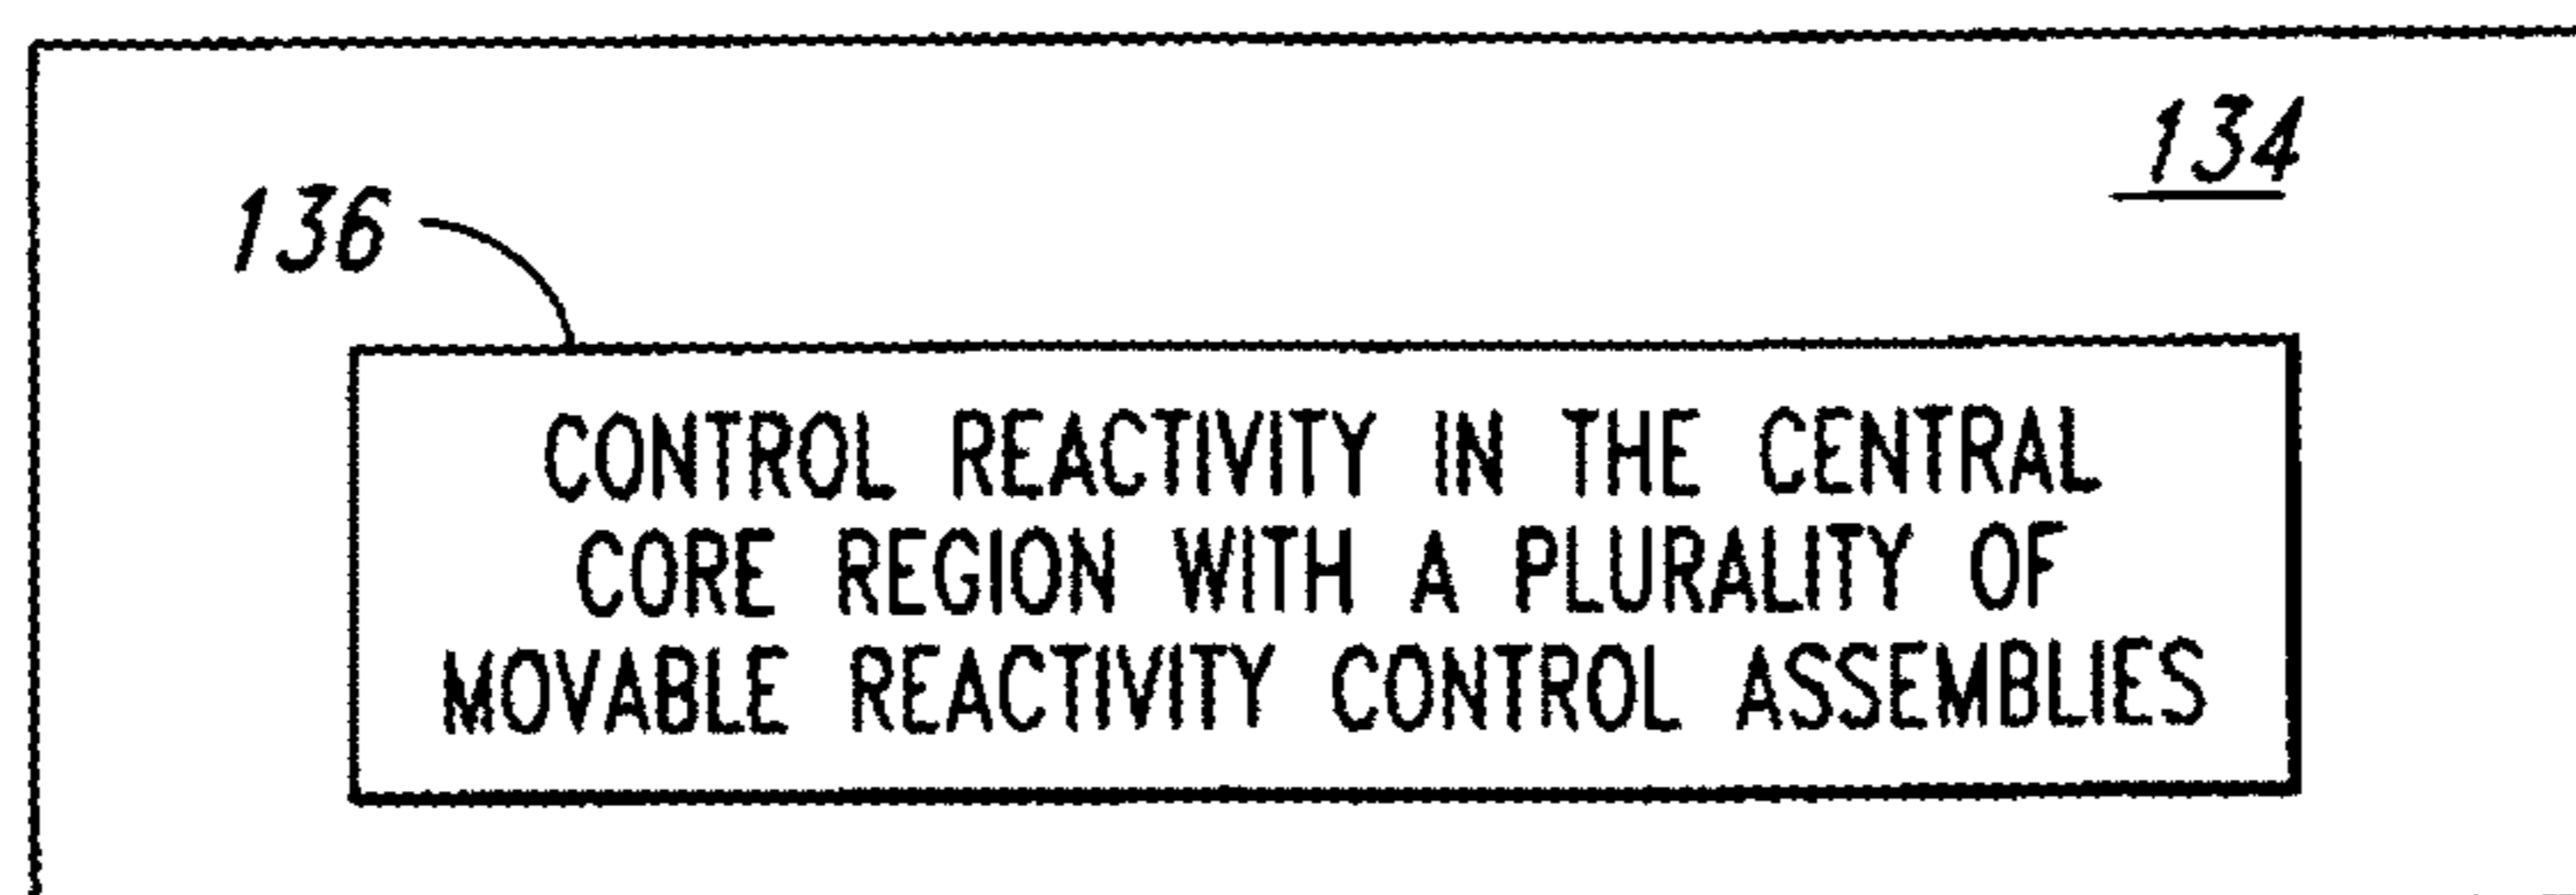 134
136
CONTROL REACTIVITY IN THE CENTRAL
CORE REGION WITH A PLURALITY OF
MOVABLE REACTIVITY CONTROL ASSEMBLIES